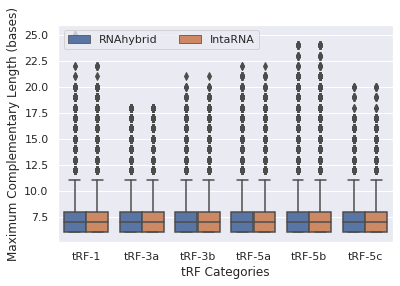 Maximum Complementary Length (bases)
25.0
22.5
20.0
17.5
15.0
12.5
10.0
7.5
RNAhybrid IntaRNA
tRF-1 tRF-3a tRF-3b tRF-5a tRF-5b tRF-5c
tRF Categories